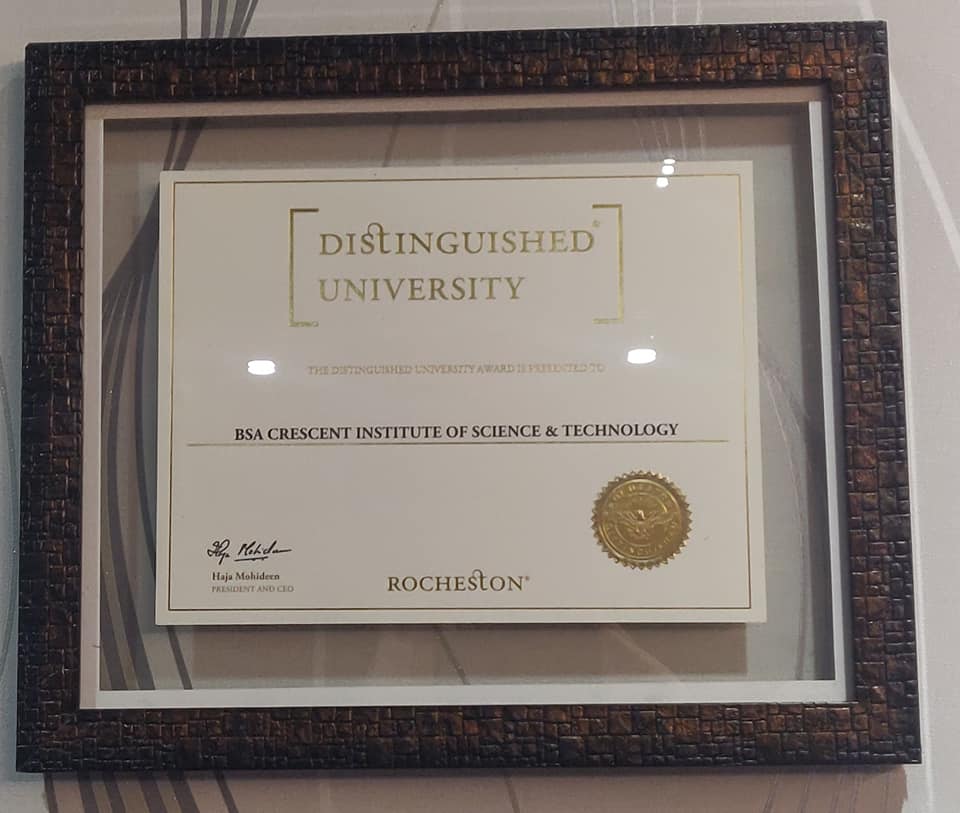 DISTINGUISHED®
UNIVERSITY
THE DISTINGUISHED UNIVERSITY AWARD IS PRESENTED TO
BSA CRESCENT INSTITUTE OF SCIENCE & TECHNOLOGY
Haja Mohideen
Haja Mohideen
PRESIDENT AND CEO
ROCHESTON®